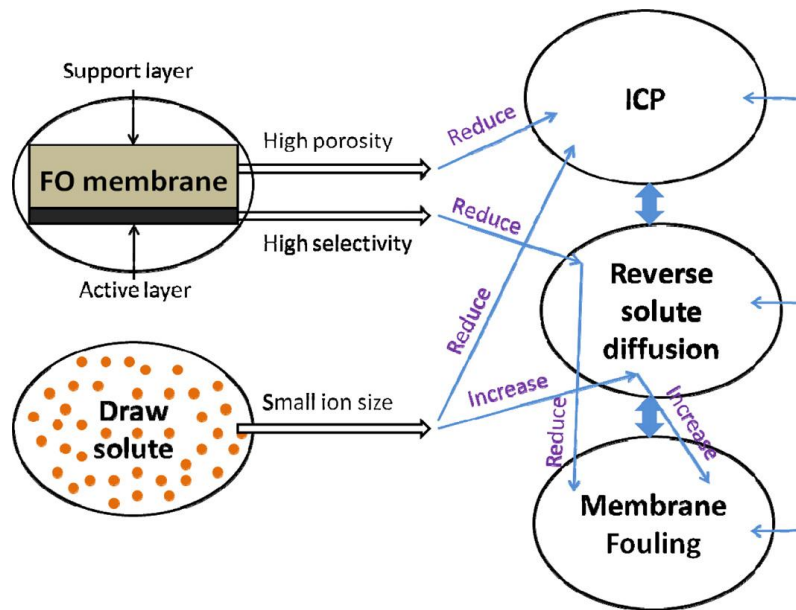 Support layer
FO membrane
Active layer
High porosity
High selectivity
Draw
solute
Small ion size
Reduce
Reduce
Reduce
Increase
Reduce
Increase
ICP
Reverse
solute
diffusion
Membrane
Fouling